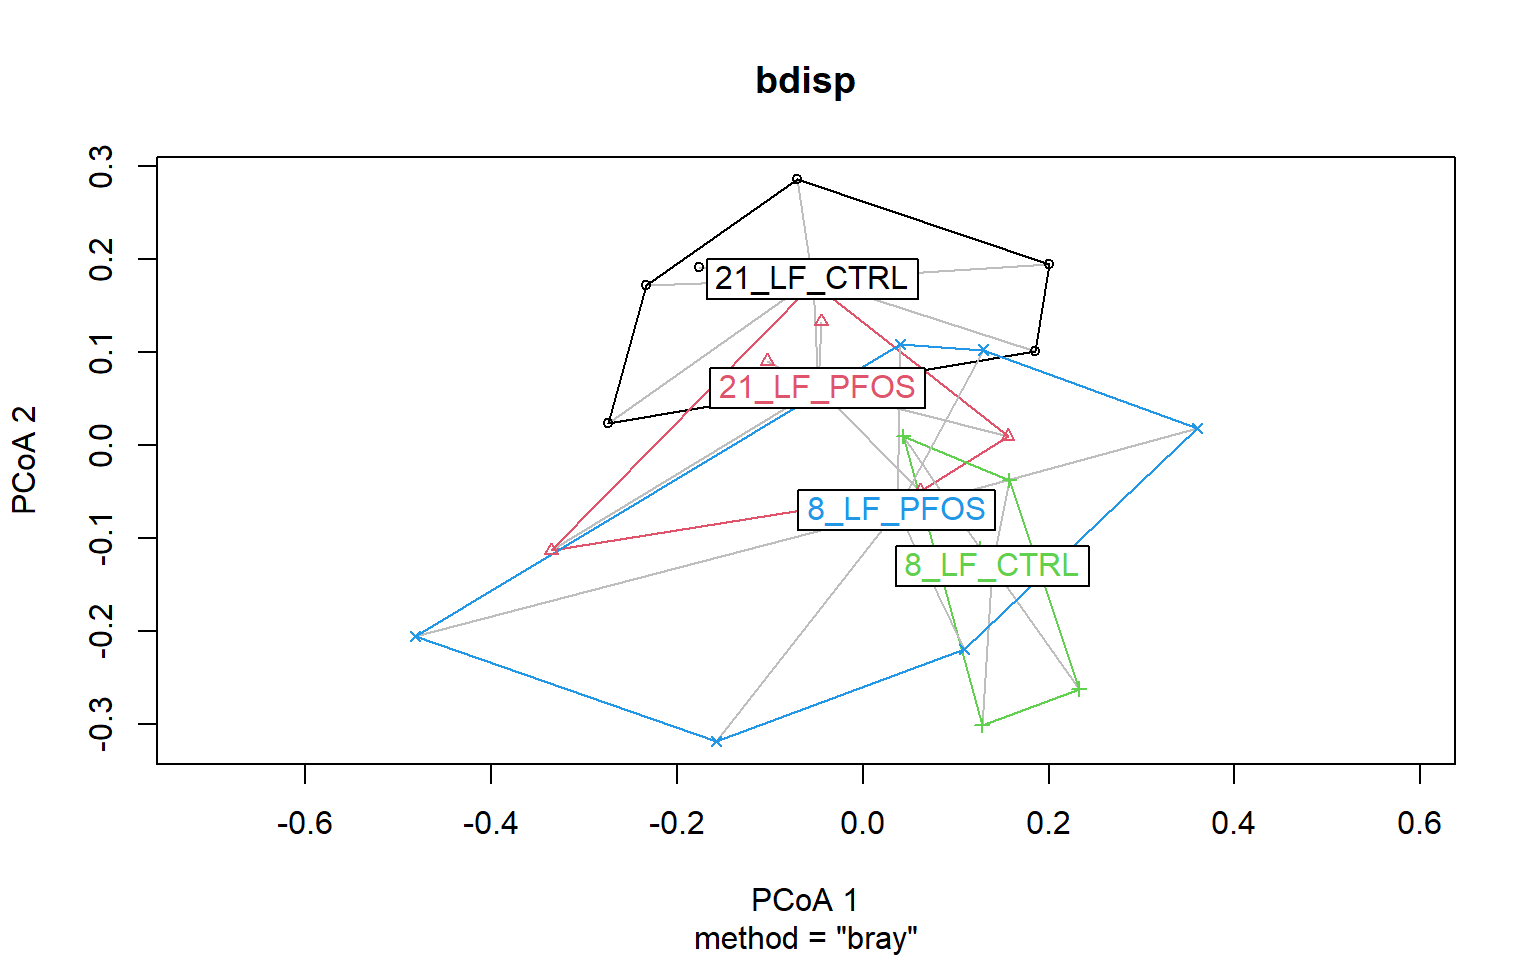 bdisp
PCoA 2
0.3
0.2
0.1
0.0
-0.1
-0.2
-0.3
21_LF_CTRL
21_LF_PFOS
8_LF_PFOS
8_LF_CTRL
-0.6 -0.4 -0.2 0.0 0.2 0.4 0.6
PCoA 1
method = "bray"